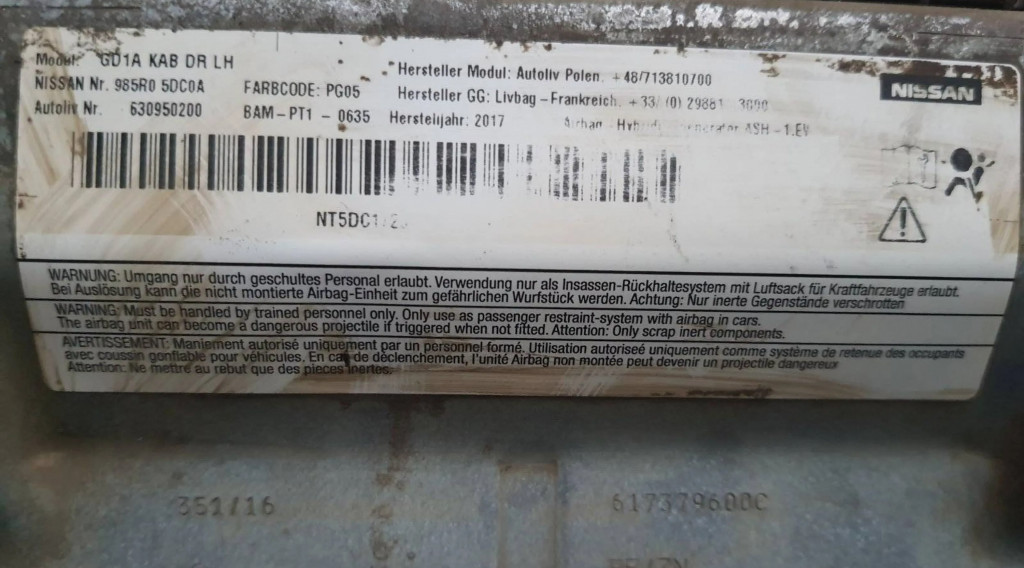 Model: GD1A KAB DR LH
NISSAN Nr. 985R0 5DC0A
Autoliv Nr. 630950200
FARBCODE: PG05
BAM-PT1 - 0635
Hersteller Modul: Autoliv Polen. +48/713810700
Hersteller GG: Livbag-Frankreich. +33/ (0) 29881
Herstelljahr: 2017
NISSAN
WARNUNG: Umgang nur durch geschultes Personal erlaubt. Verwendung nur als Insassen-Rückhaltesystem mit Luftsack für Kraftfahrzeuge erlaubt.
Bei Auslösung kann die nicht montierte Airbag-Einheit zum gefährlichen Wurfstück werden. Achtung: Nur inerte Gegenstände verschrotten
WARNING: Must be handled by trained personnel only. Only use as passenger restraint-system with airbag in cars.
The airbag unit can become a dangerous projectile if triggered when not fitted. Attention: Only scrap inert components.
AVERTISSEMENT: Maniement autorisé uniquement par un personnel formé. Utilisation autoriseé uniquement comme système de retenue des occupants
avec coussin gonflable pour véhicules. En cas de déclenchement, l'unité Airbag non montée peut devenir un projectile dangereux
Attention: Ne mettre au rebut que des pieces inertes.
351/16
617379600C